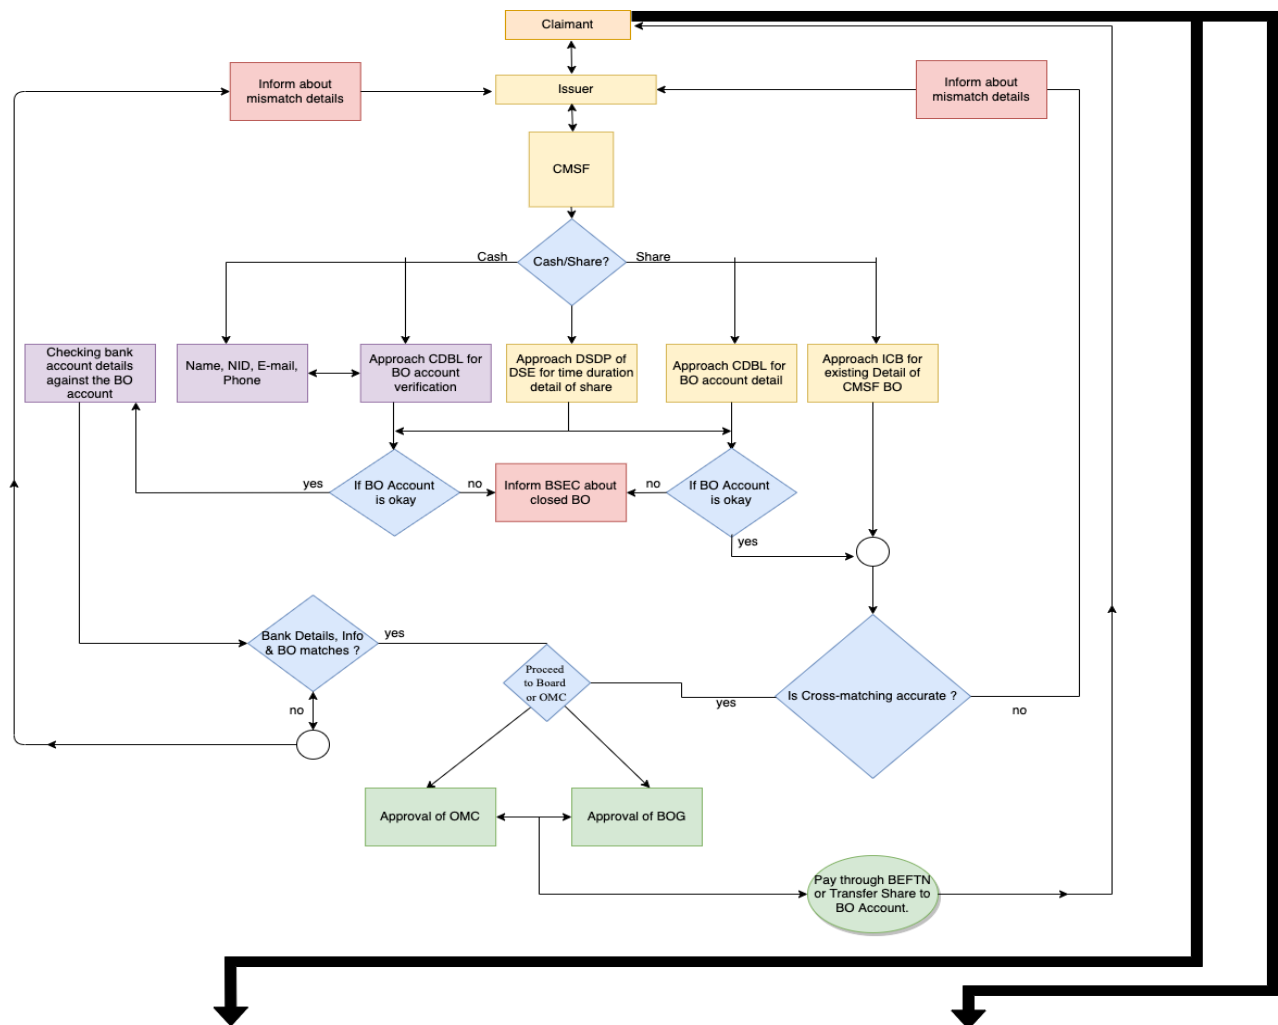 Claimant
Inform about
mismatch details
Issuer
Inform about
mismatch details
CMSF
Cash
Cash/Share?
Share
Checking bank
account details
against the BO
account
Name, NID, E-mail,
Phone
Approach CDBL for
BO account
verification
Approach DSDP of
DSE for time duration
detail of share
Approach CDBL for
BO account detail
Approach ICB for
existing Detail of
CMSF BO
yes
If BO Account
is okay
no
Inform BSEC about
closed BO
no
If BO Account
is okay
yes
Bank Details, Info
& BO matches ?
yes
no
Proceed
to Board
or OMC
yes
Is Cross-matching accurate ?
no
Approval of OMC
Approval of BOG
Pay through BEFTN
or Transfer Share to
BO Account.